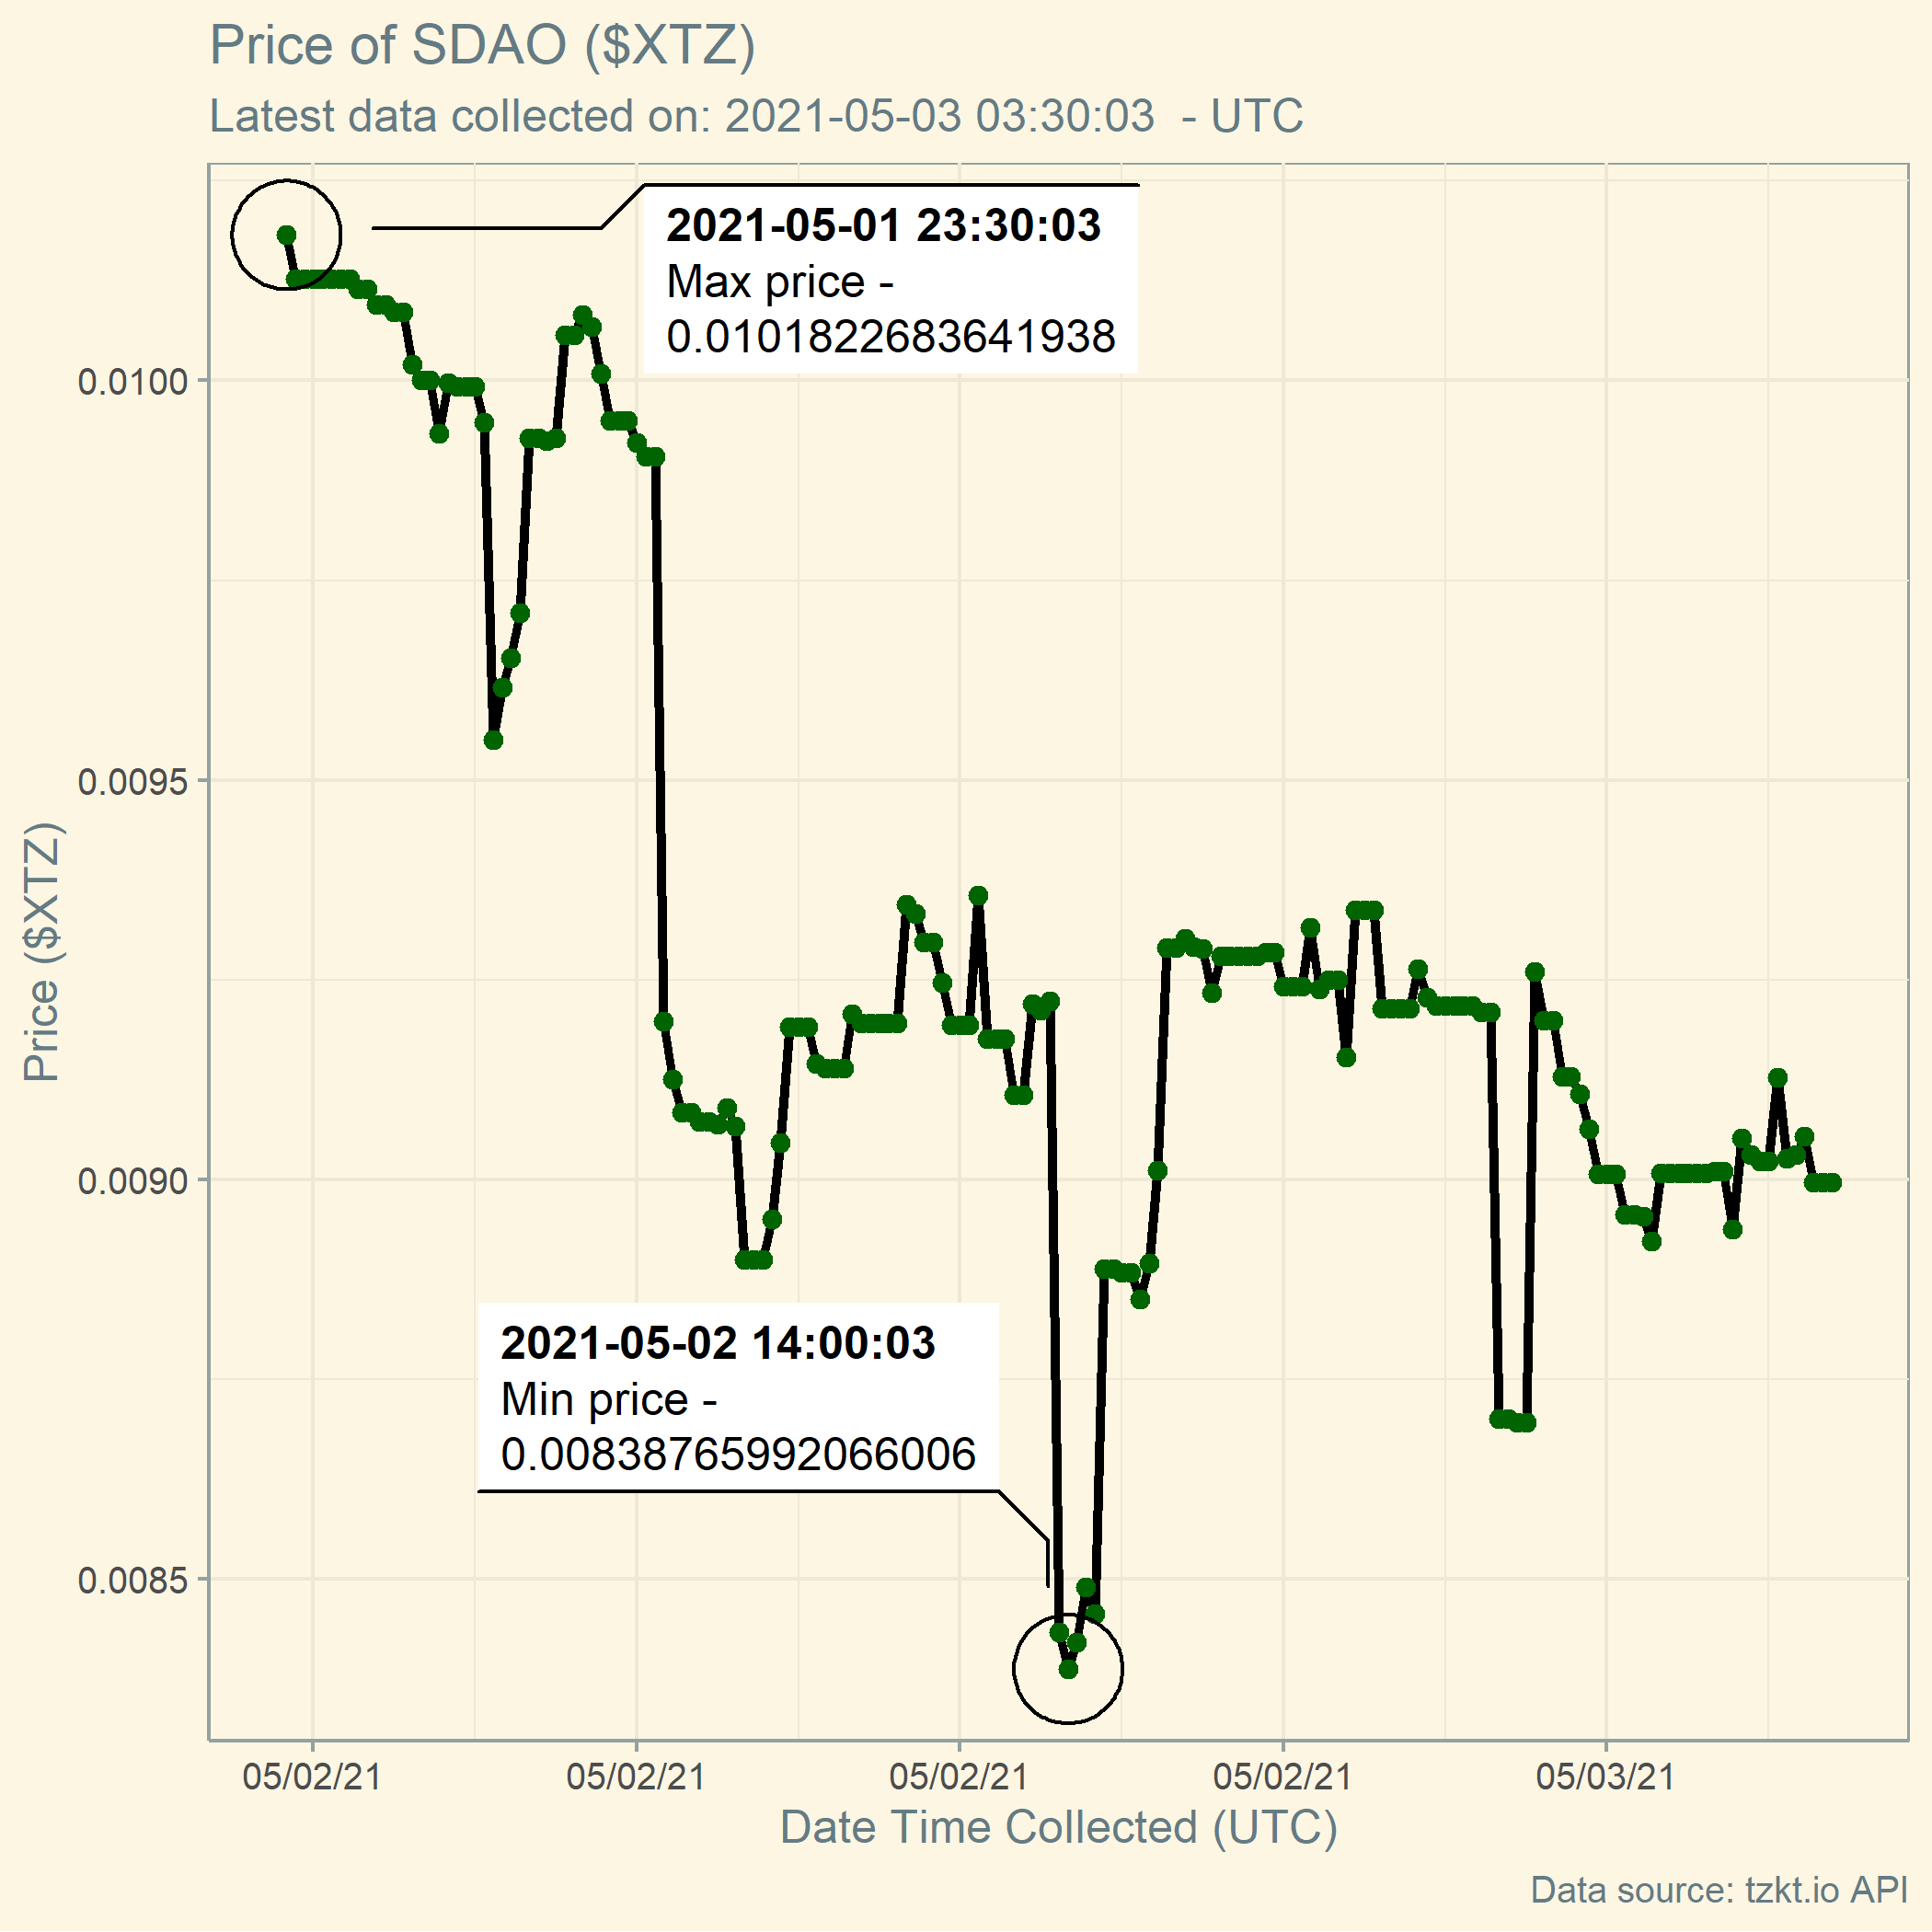 Price of SDAO ($XTZ)
Latest data collected on: 2021-05-03 03:30:03  - UTC
2021-05-01 23:30:03
Max price -
0.0101822683641938
0.0100
0.0095
Price ($XTZ)
0.0090
2021-05-02 14:00:03
Min price -
0.00838765992066006
0.0085
05/02/21 05/02/21 05/02/21 05/02/21 05/03/21
Date Time Collected (UTC)
Data source: tzkt.io API